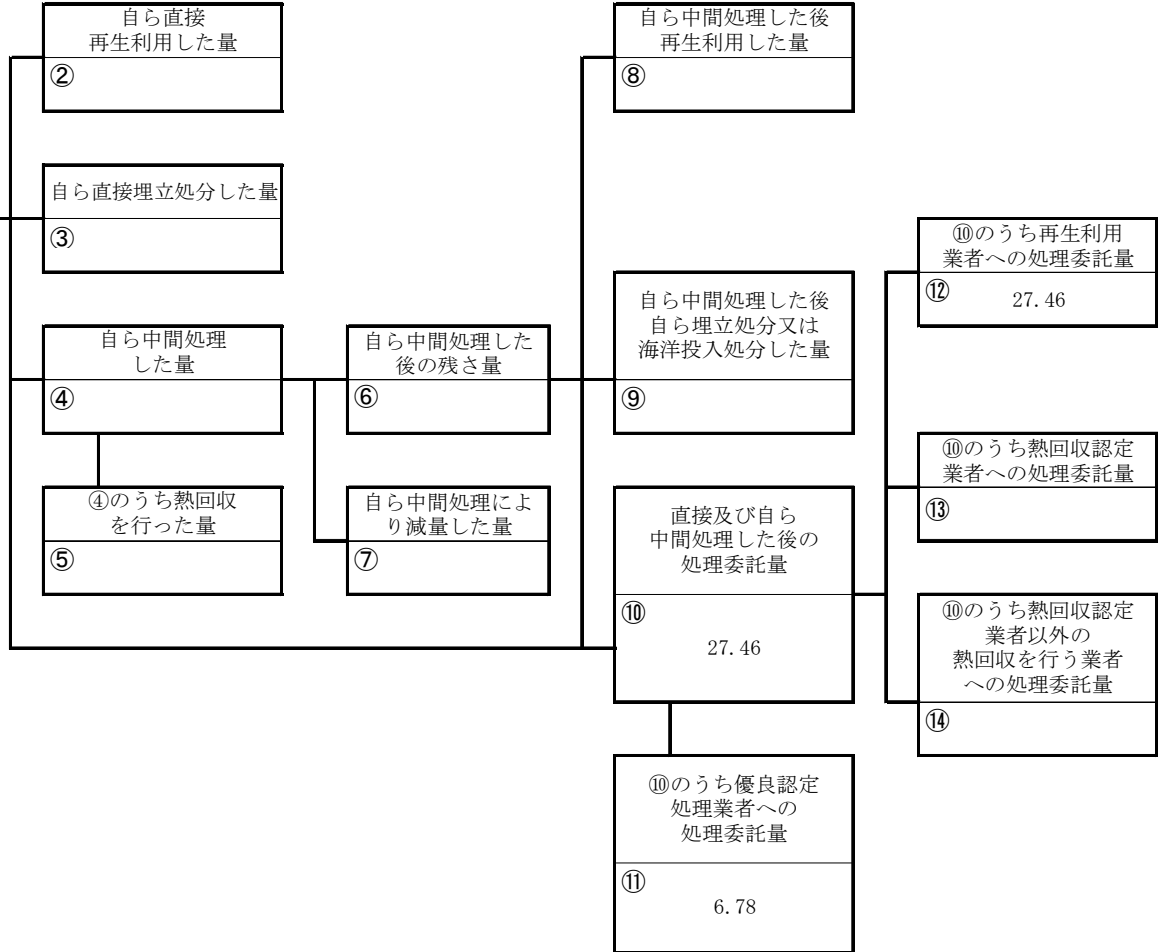 自ら直接
再生利用した量
②
自ら直接埋立処分した量
③
自ら中間処理
した量
④
④のうち熱回収
を行った量
⑤
自ら中間処理した
後の残さ量
⑥
自ら中間処理によ
り減量した量
⑦
自ら中間処理した後
再生利用した量
⑧
自ら中間処理した後
自ら埋立処分又は
海洋投入処分した量
⑨
直接及び自ら
中間処理した後の
処理委託量
⑩
27.46
⑩のうち優良認定
処理業者への
処理委託量
⑪
6.78
⑩のうち再生利用
業者への処理委託量
⑫ 27.46
⑩のうち熱回収認定
業者への処理委託量
⑬
⑩のうち熱回収認定
業者以外の
熱回収を行う業者
への処理委託量
⑭